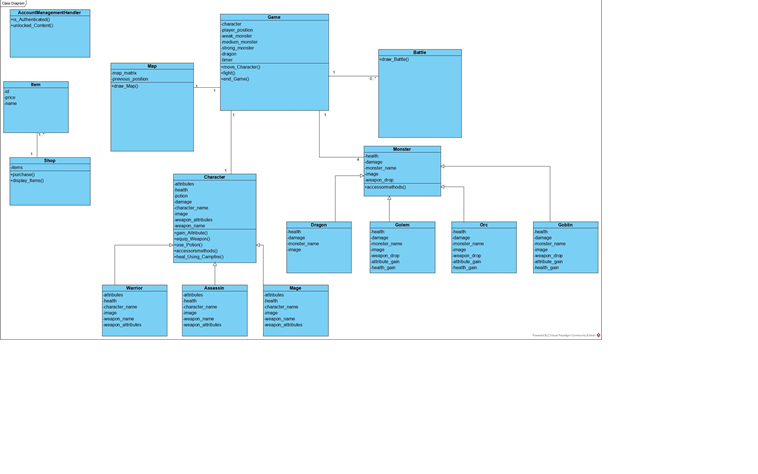 Class Diagram
AccountManagementHandler
+is_Authenticated()
+unlocked_Content()
Game
-character
-player_position
-weak_monster
-medium_monster
-strong_monster
-dragon
-timer
+move_Character()
+fight()
+end_Game()
Battle
+draw_Battle()
Map
-map_matrix
-previous_position
+draw_Map()
1
1
1
0..*
Item
-id
-price
-name
1..*
1
Shop
-items
+purchase()
+display_Items()
1
1
1
4
Monster
-health
-damage
-monster_name
-image
-weapon_drop
+accessormethods()
Character
-attributes
-health
-potion
-damage
-character_name
-image
-weapon_attributes
-weapon_name
+gain_Attribute()
+equip_Weapon()
+use_Potion()
+accessormethods()
+heal_Using_Campfire()
Dragon
-health
-damage
-monster_name
-image
Golem
-health
-damage
-monster_name
-image
-weapon_drop
-attribute_gain
-health_gain
Orc
-health
-damage
-monster_name
-image
-weapon_drop
-attribute_gain
-health_gain
Goblin
-health
-damage
-monster_name
-image
-weapon_drop
-attribute_gain
-health_gain
Warrior
-attributes
-health
-character_name
-image
-weapon_name
-weapon_attributes
Assassin
-attributes
-health
-character_name
-image
-weapon_name
-weapon_attributes
Mage
-attributes
-health
-character_name
-image
-weapon_name
-weapon_attributes
Powered By Visual Paradigm Community Edition